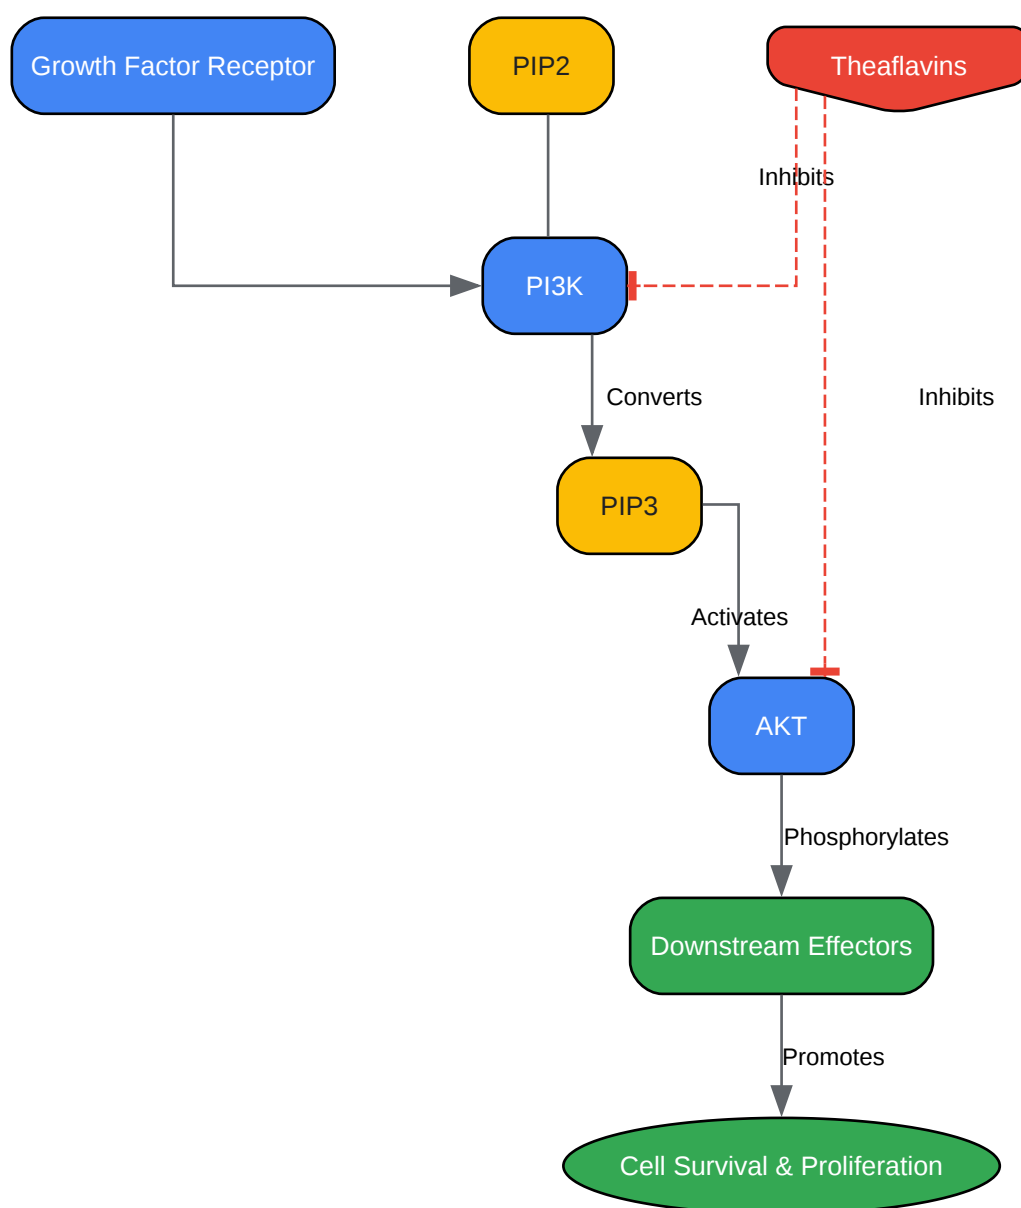 Growth Factor Receptor
PIP2
Theaflavins
Inhibits
PI3K
Converts
Inhibits
PIP3
Activates
AKT
Phosphorylates
Downstream Effectors
Promotes
Cell Survival & Proliferation